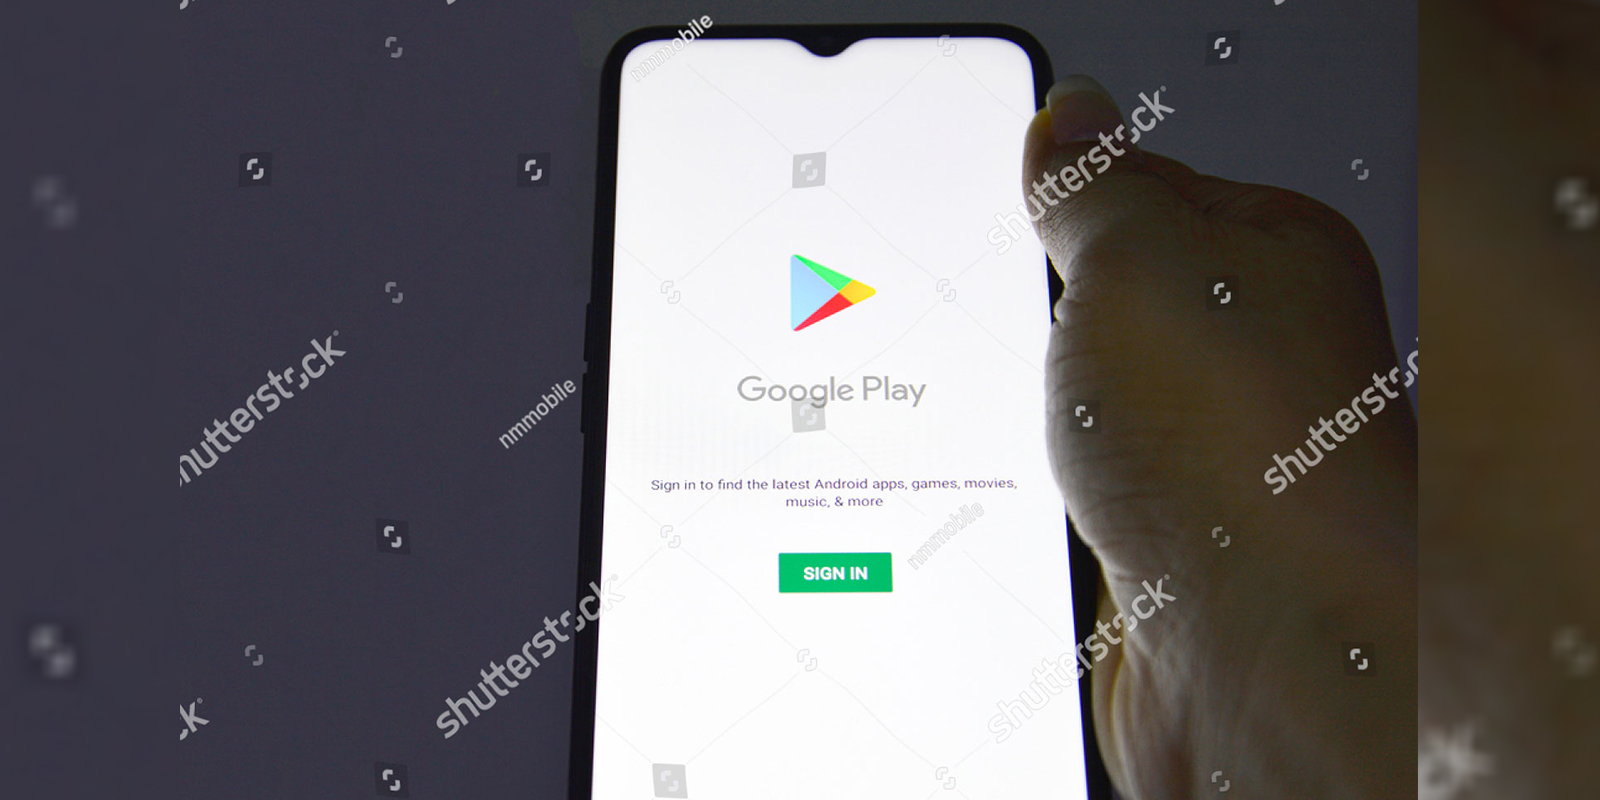 nmmobile
shutterstock
Google Play
shutterstock
nmmobile
shutterstock
Sign in to find the latest Android apps, games, movies,
music, & more
nmmobile
SIGN IN
shutterstock
shutterstock
k